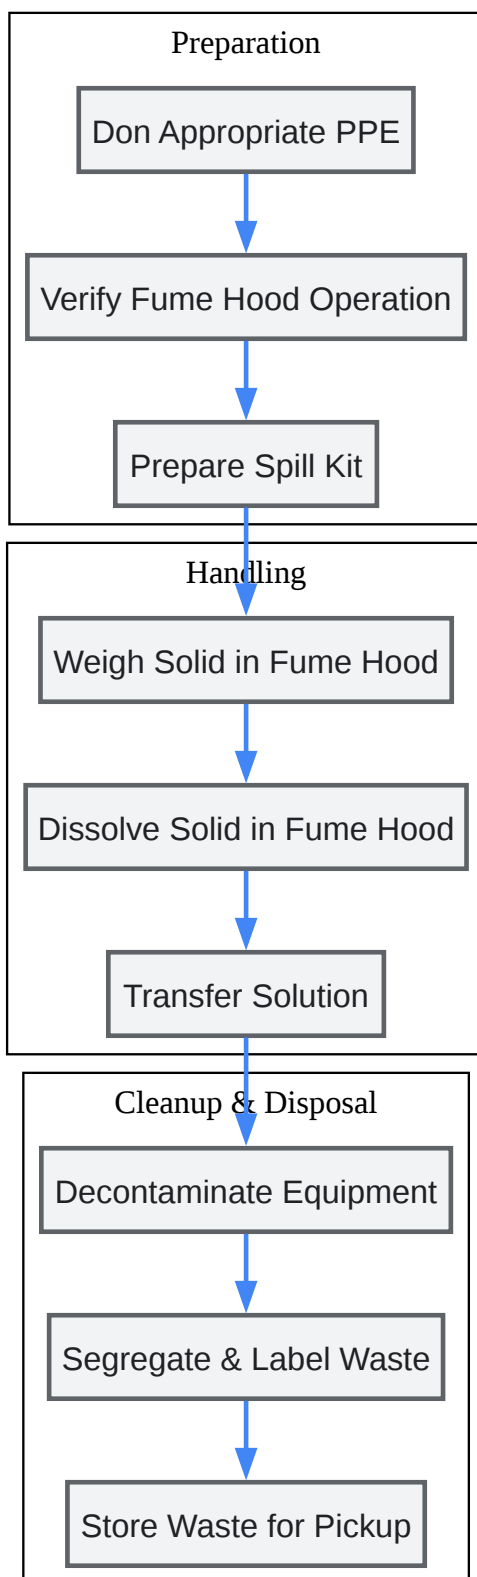 Preparation
Don Appropriate PPE
Verify Fume Hood Operation
Prepare Spill Kit
Handling
Weigh Solid in Fume Hood
Dissolve Solid in Fume Hood
Transfer Solution
Cleanup & Disposal
Decontaminate Equipment
Segregate & Label Waste
Store Waste for Pickup